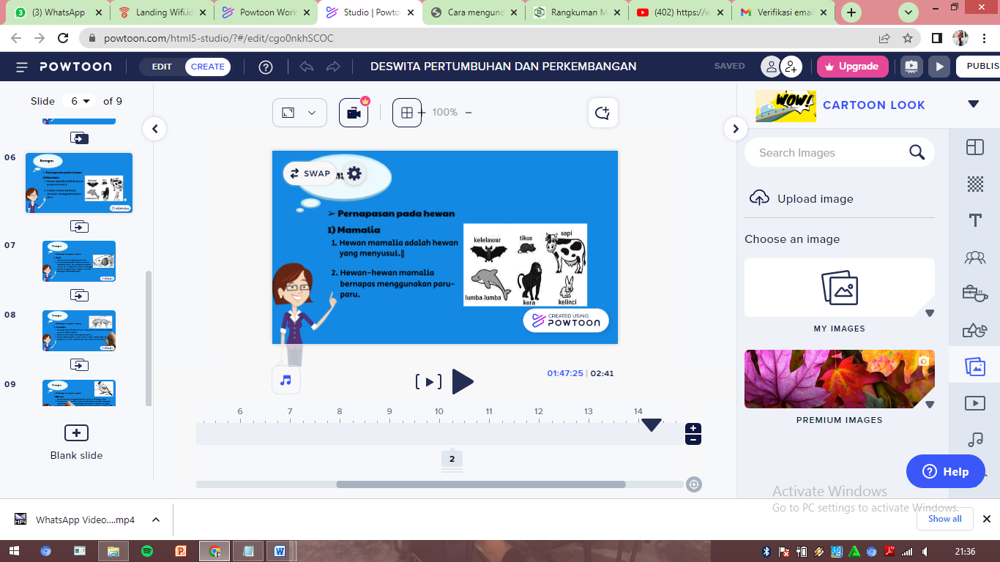 (3) WhatsApp
Landing Wifi.id
Powtoon Work
Studio | Powto
Cara mengunc
Rangkuman M
(402) https://w
Verifikasi emai
powtoon.com/html5-studio/?#/edit/cgo0nkhSCOC
POWTOON
EDIT
CREATE
DESWITA PERTUMBUHAN DAN PERKEMBANGAN
SAVED
Upgrade
PUBLIS
Slide 6 of 9
100%
CARTOON LOOK
Search Images
Upload image
Choose an image
MY IMAGES
PREMIUM IMAGES
06
Bernapas
07
08
09
Blank slide
SWAP
➢ Pernapasan pada hewan
1) Mamalia
1. Hewan mamalia adalah hewan
yang menyusui.
2. Hewan-hewan mamalia
bernapas menggunakan paru-
paru.
kelelawar
tikus
sapi
lumba-lumba
kera
kelinci
CREATED USING
POWTOON
01:47:25 | 02:41
6 7 8 9 10 11 12 13 14
2
Help
Activate Windows
Go to PC settings to activate Windows.
WhatsApp Video....mp4
Show all
21:36